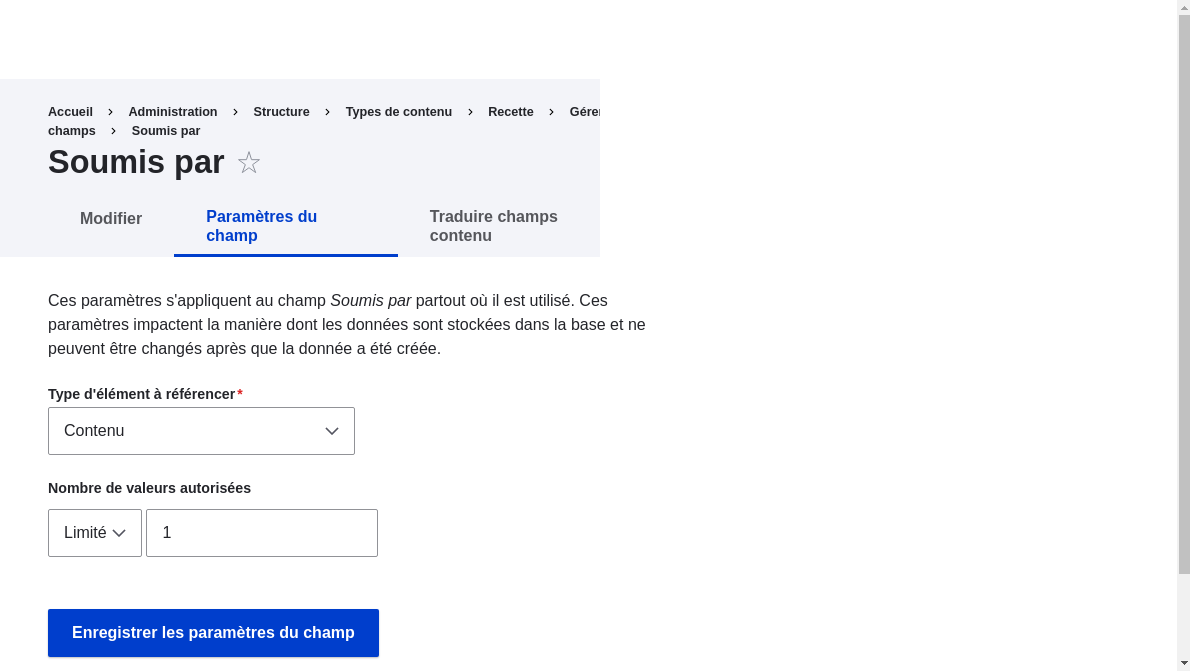 Accueil > Administration > Structure > Types de contenu > Recette >
champs > Soumis par
Soumis par
Modifier
Paramètres du
champ
Traduire champs
contenu
Ces paramètres s'appliquent au champ Soumis par partout où il est utilisé. Ces
paramètres impactent la manière dont les données sont stockées dans la base et ne
peuvent être changés après que la donnée a été créée.
Type d'élément à référencer*
Contenu
Nombre de valeurs autorisées
Limité 1
Enregistrer les paramètres du champ